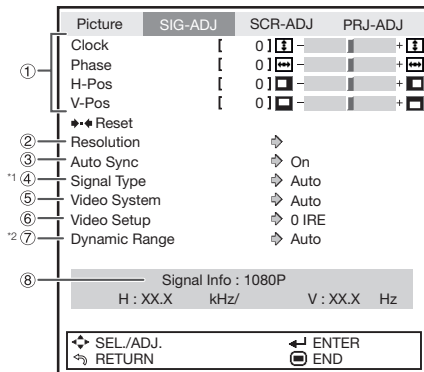 Picture SIG-ADJ SCR-ADJ PRJ-ADJ
① Clock [ 0 ] - +
Phase [ 0 ] - +
H-Pos [ 0 ] - +
V-Pos [ 0 ] - +
Reset
② Resolution
③ Auto Sync On
*1 ④ Signal Type Auto
⑤ Video System Auto
⑥ Video Setup 0 IRE
*2 ⑦ Dynamic Range Auto
⑧ Signal Info : 1080P
H : XX.X kHz/ V : XX.X Hz
SEL./ADJ. ENTER
RETURN END